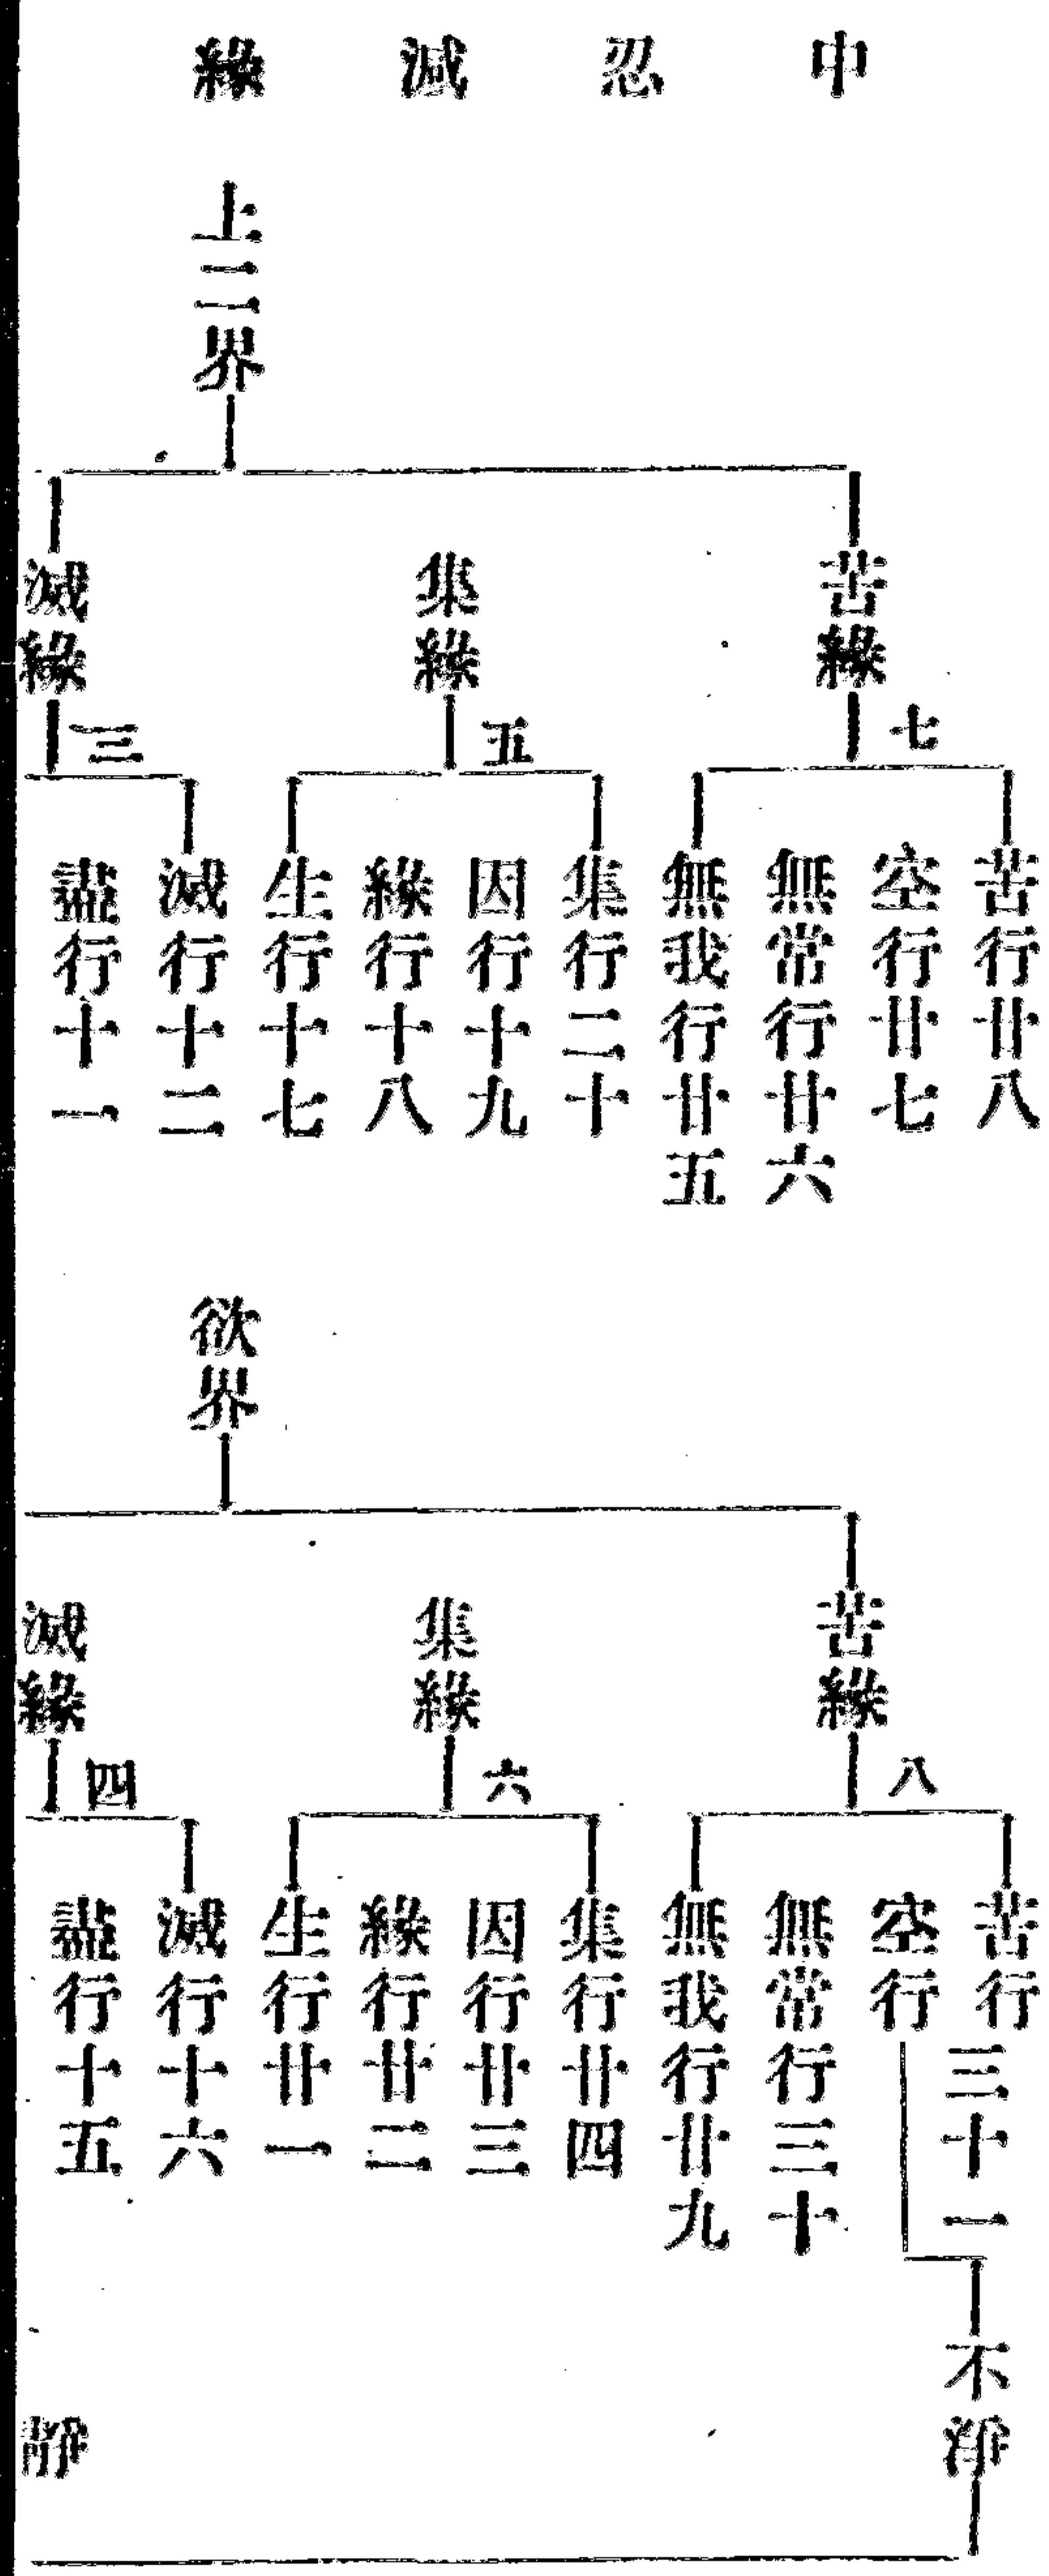 中忍減緣
上二界
苦緣
七
苦行廿八
空行廿七
無常行廿六
無我行廿五
集緣
五
集行二十
因行十九
緣行十八
生行十七
滅緣
三
滅行十二
盡行十一
欲界
苦緣
八
苦行
空行
三十一
不減
無常行三十
無我行廿九
集緣
六
集行廿四
因行廿三
緣行廿二
生行廿一
滅緣
四
滅行十六
盡行十五
靜